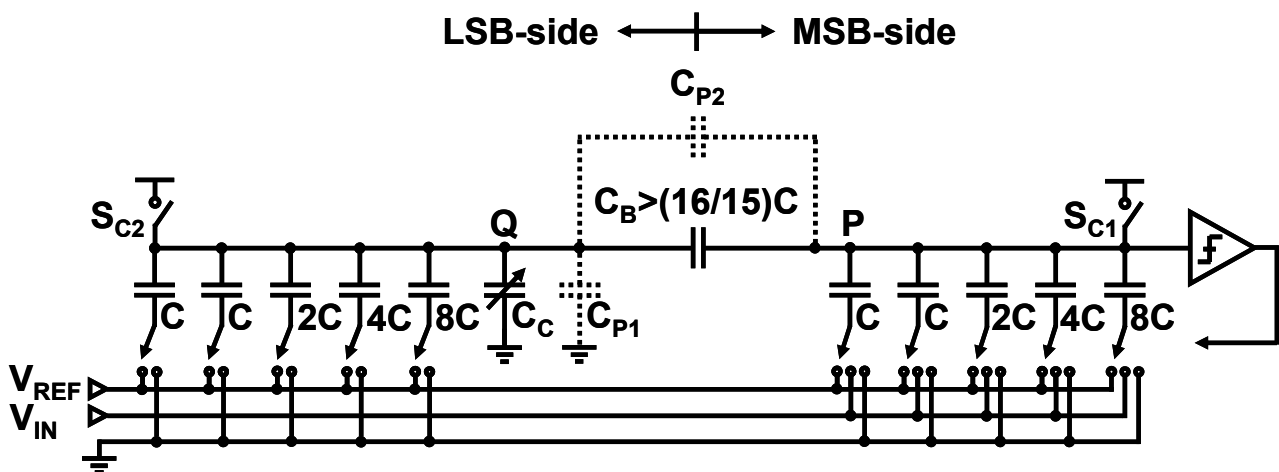 LSB-side MSB-side
C_P2
C_B>(16/15)C
S_C2 Q P S_C1
C C 2C 4C 8C C_C C_P1 C C 2C 4C 8C
V_REF
V_IN